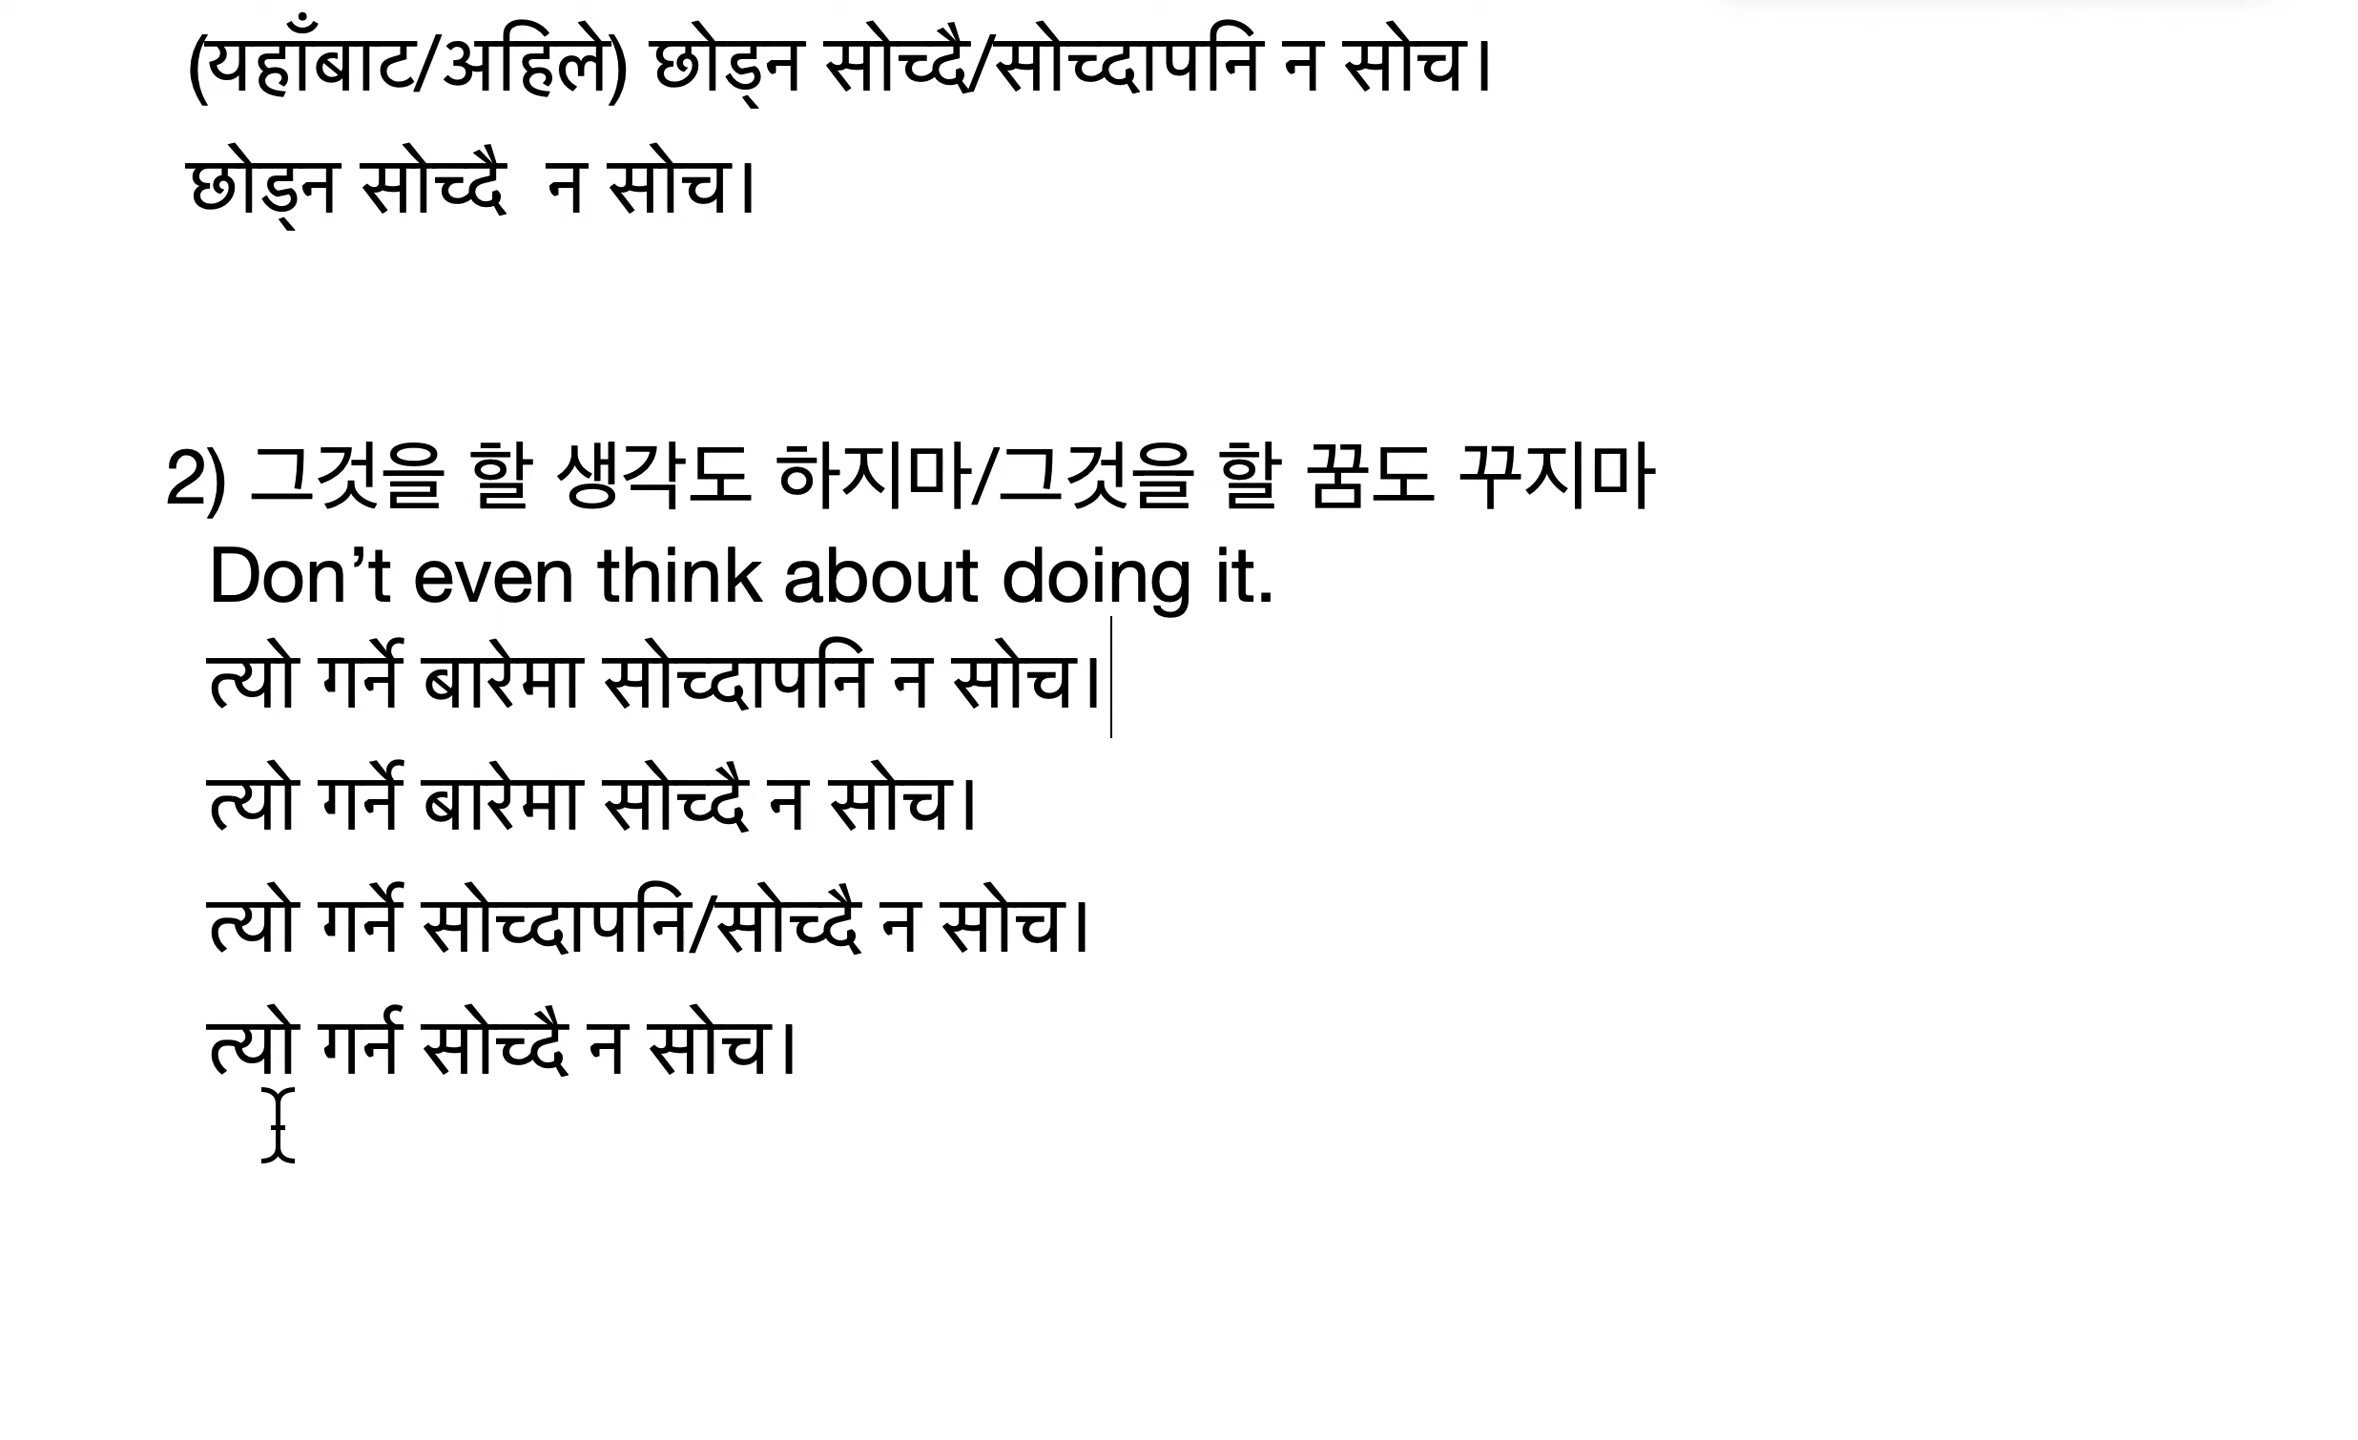 (यहाँबाट/अहिले) छोड्न सोच्दै/सोच्दापनि न सोच।
छोड्न सोच्दै  न सोच।
2) 그것을 할 생각도 하지마/그것을 할 꿈도 꾸지마
Don’t even think about doing it.
त्यो गर्ने बारेमा सोच्दापनि न सोच।
त्यो गर्ने बारेमा सोच्दै न सोच।
त्यो गर्ने सोच्दापनि/सोच्दै न सोच।
त्यो गर्न सोच्दै न सोच।